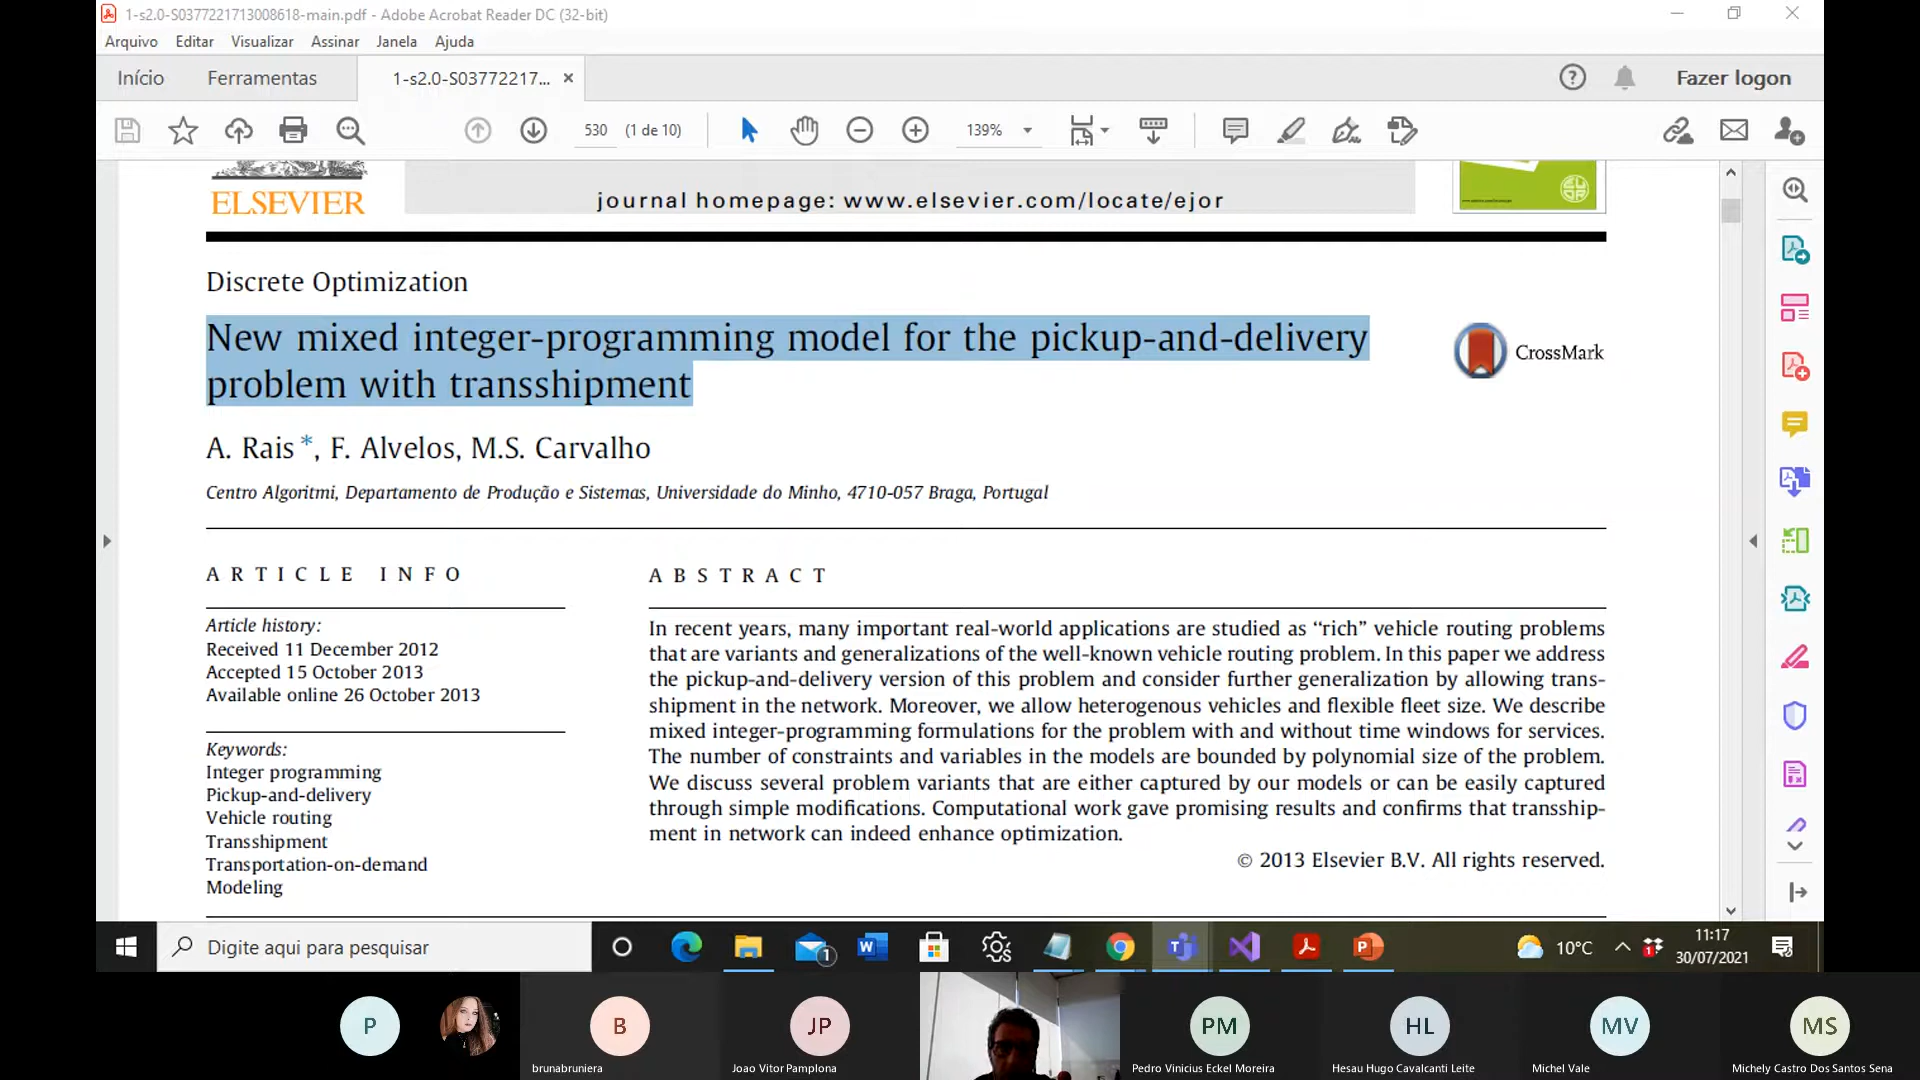 1-s2.0-S0377221713008618-main.pdf - Adobe Acrobat Reader DC (32-bit)
Arquivo Editar Visualizar Assinar Janela Ajuda
Início Ferramentas 1-s2.0-S03772217... Fazer logon
530 (1 de 10) 139%
ELSEVIER
journal homepage: www.elsevier.com/locate/ejor
Discrete Optimization
New mixed integer-programming model for the pickup-and-delivery
problem with transshipment
CrossMark
A. Rais *, F. Alvelos, M.S. Carvalho
Centro Algoritmi, Departamento de Produção e Sistemas, Universidade do Minho, 4710-057 Braga, Portugal
ARTICLE INFO
Article history:
Received 11 December 2012
Accepted 15 October 2013
Available online 26 October 2013
Keywords:
Integer programming
Pickup-and-delivery
Vehicle routing
Transshipment
Transportation-on-demand
Modeling
ABSTRACT
In recent years, many important real-world applications are studied as “rich” vehicle routing problems
that are variants and generalizations of the well-known vehicle routing problem. In this paper we address
the pickup-and-delivery version of this problem and consider further generalization by allowing trans-
shipment in the network. Moreover, we allow heterogenous vehicles and flexible fleet size. We describe
mixed integer-programming formulations for the problem with and without time windows for services.
The number of constraints and variables in the models are bounded by polynomial size of the problem.
We discuss several problem variants that are either captured by our models or can be easily captured
through simple modifications. Computational work gave promising results and confirms that transship-
ment in network can indeed enhance optimization.
© 2013 Elsevier B.V. All rights reserved.
Digite aqui para pesquisar
10°C
11:17
30/07/2021
P
B
brunabruniera
JP
Joao Vitor Pamplona
PM
Pedro Vinicius Eckel Moreira
HL
Hesau Hugo Cavalcanti Leite
MV
Michel Vale
MS
Michely Castro Dos Santos Sena